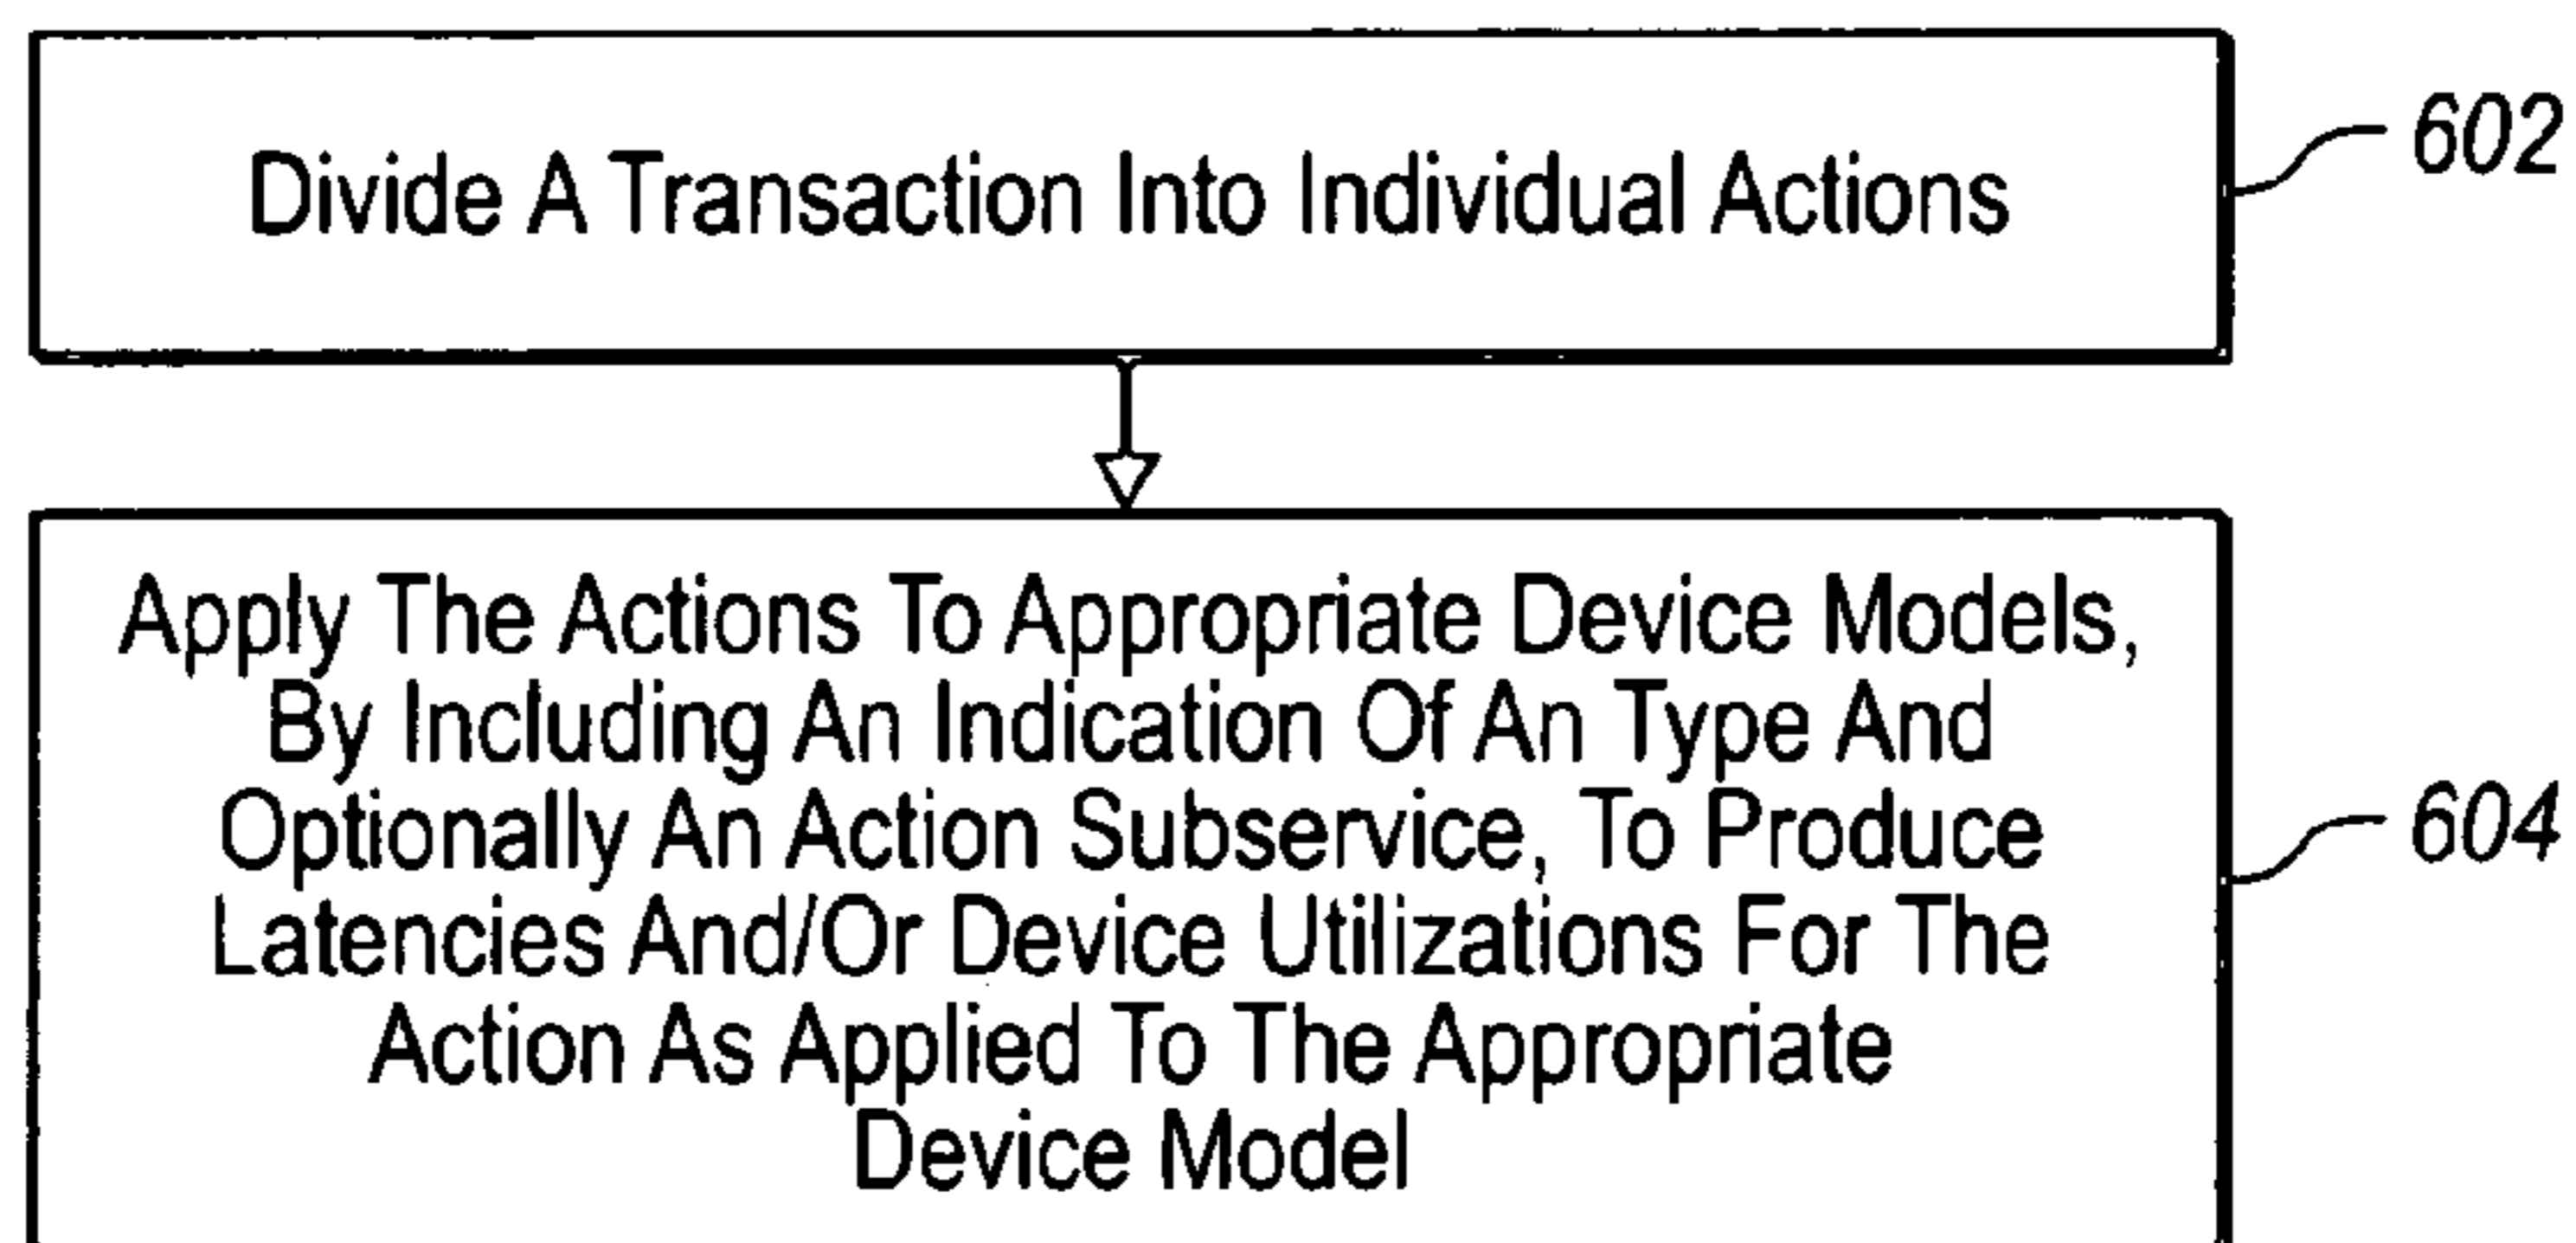 Divide A Transaction Into Individual Actions
602
Apply The Actions To Appropriate Device Models,
By Including An Indication Of An Type And
Optionally An Action Subservice, To Produce
Latencies And/Or Device Utilizations For The
Action As Applied To The Appropriate
Device Model
604